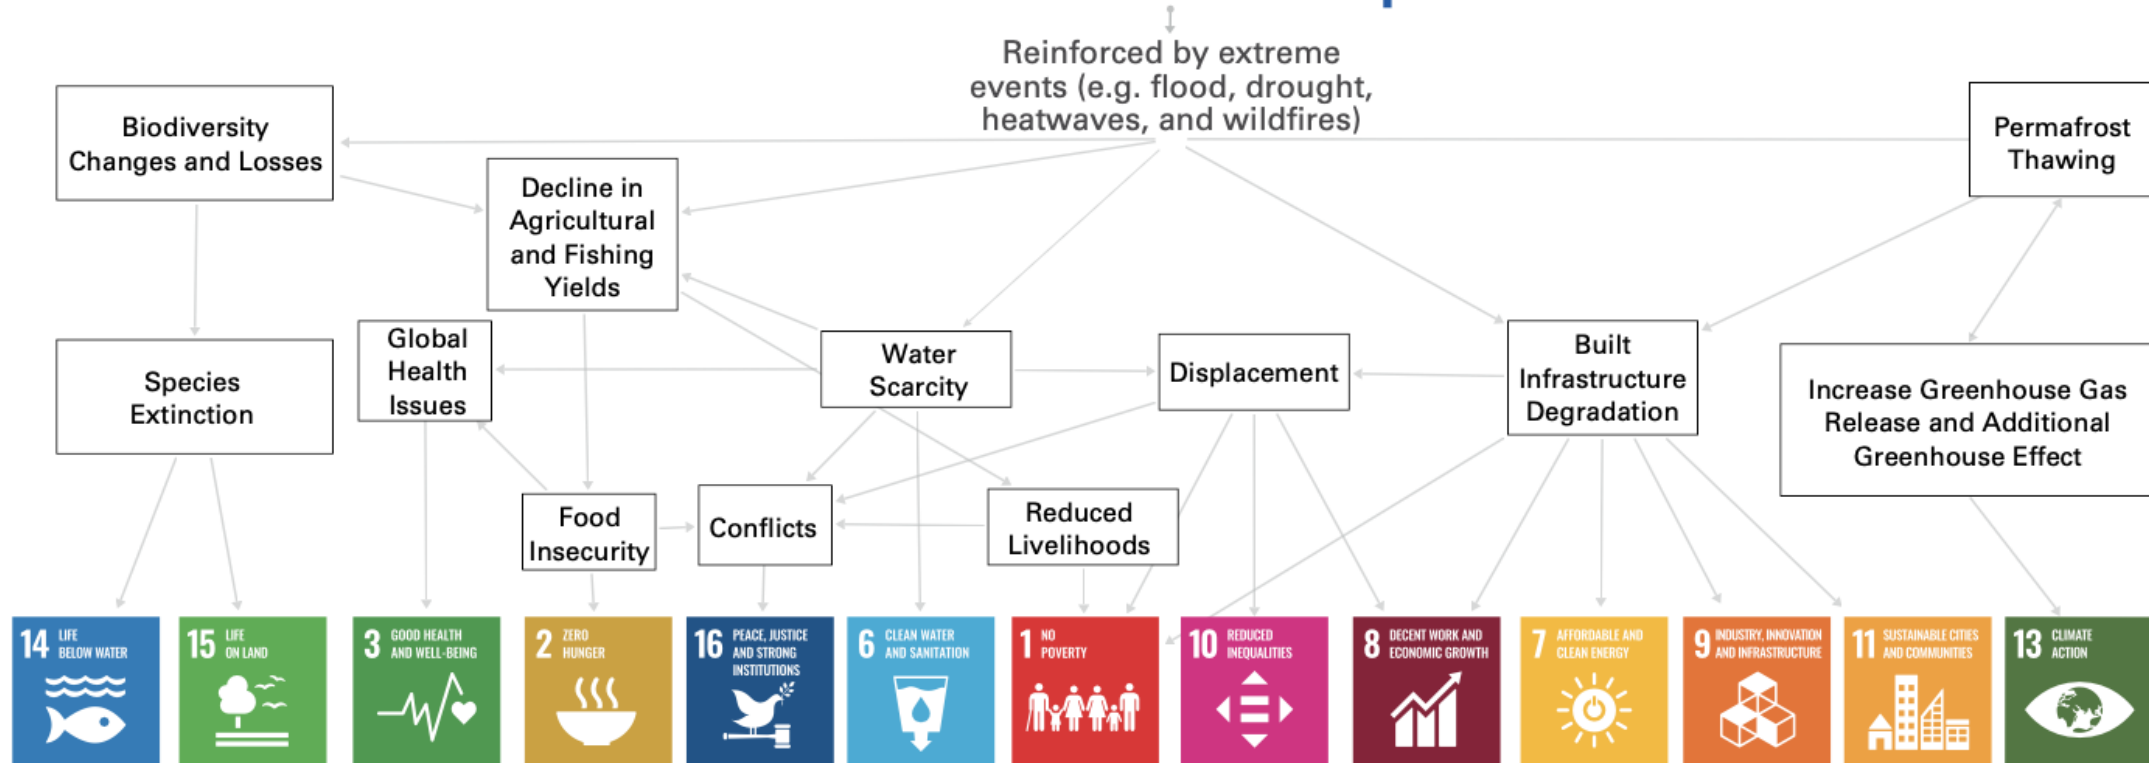 Reinforced by extreme
events (e.g. flood, drought,
heatwaves, and wildfires)
Biodiversity
Changes and Losses
Permafrost
Thawing
Decline in
Agricultural
and Fishing
Yields
Global
Health
Issues
Water
Scarcity
Displacement
Built
Infrastructure
Degradation
Species
Extinction
Increase Greenhouse Gas
Release and Additional
Greenhouse Effect
Food
Insecurity
Conflicts
Reduced
Livelihoods
14 LIFE
BELOW WATER
15 LIFE
ON LAND
3 GOOD HEALTH
AND WELL-BEING
2 ZERO
HUNGER
16 PEACE, JUSTICE
AND STRONG
INSTITUTIONS
6 CLEAN WATER
AND SANITATION
1 NO
POVERTY
10 REDUCED
INEQUALITIES
8 DECENT WORK AND
ECONOMIC GROWTH
7 AFFORDABLE AND
CLEAN ENERGY
9 INDUSTRY, INNOVATION
AND INFRASTRUCTURE
11 SUSTAINABLE CITIES
AND COMMUNITIES
13 CLIMATE
ACTION